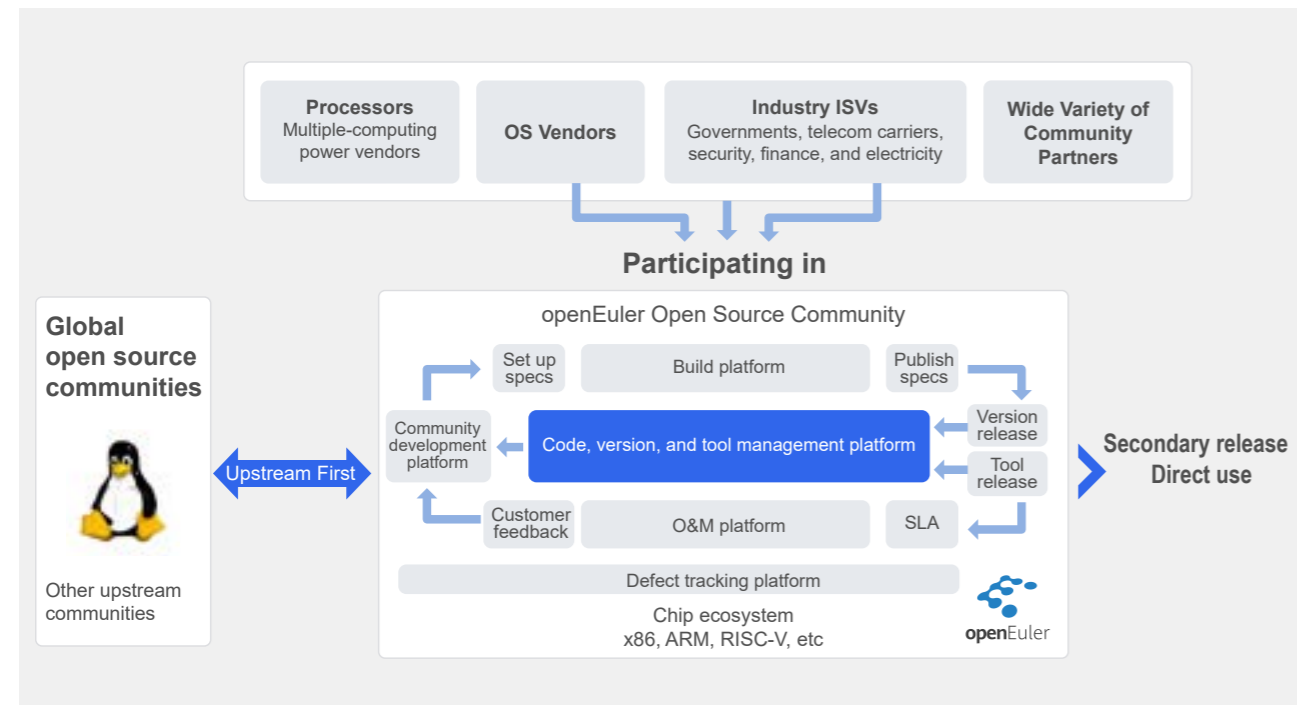 Processors
Multiple-computing
power vendors
OS Vendors
Industry ISVs
Governments, telecom carriers,
security, finance, and electricity
Wide Variety of
Community
Partners
Participating in
Global
open source
communities
Other upstream
communities
Upstream First
openEuler Open Source Community
Set up
specs
Build platform
Publish
specs
Community
development
platform
Code, version, and tool management platform
Version
release
Tool
release
Customer
feedback
O&M platform
SLA
Defect tracking platform
Chip ecosystem
x86, ARM, RISC-V, etc
openEuler
Secondary release
Direct use